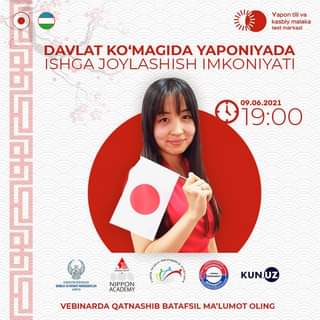 Yapon tili va
kasbiy malaka
test markazi
DAVLAT KO‘MAGIDA YAPONIYADA
ISHGA JOYLASHISH IMKONIYATI
09.06.2021
19:00
NIPPON
ACADEMY
KUN UZ
VEBINARDA QATNASHIB BATAFSIL MA’LUMOT OLING